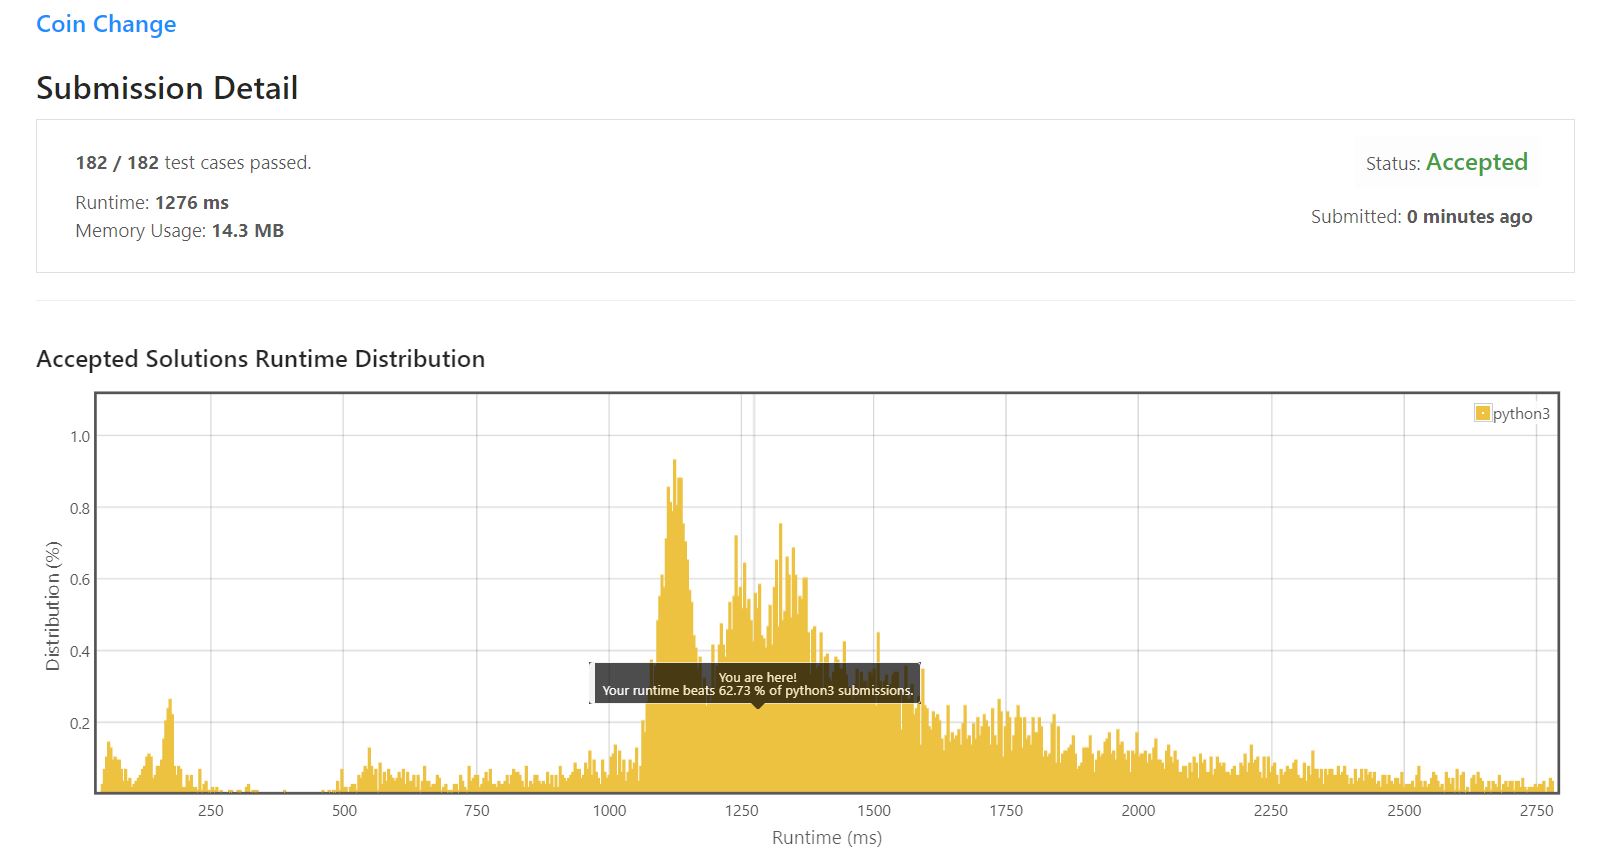 Coin Change
Submission Detail
182 / 182 test cases passed.
Status: Accepted
Runtime: 1276 ms
Memory Usage: 14.3 MB
Submitted: 0 minutes ago
Accepted Solutions Runtime Distribution
python3
Distribution (%)
1.0
0.8
0.6
0.4
0.2
You are here!
Your runtime beats 62.73 % of python3 submissions.
250 500 750 1000 1250 1500 1750 2000 2250 2500 2750
Runtime (ms)